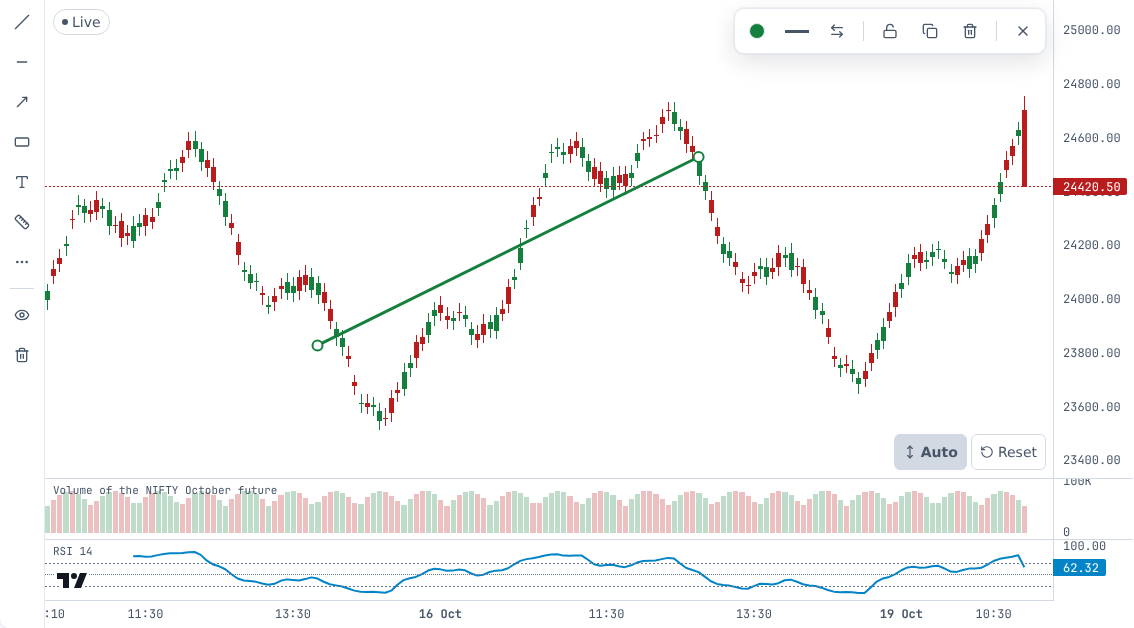 Live
25000.00
24800.00
24600.00
24420.50
24200.00
24000.00
23800.00
23600.00
23400.00
Auto
Reset
Volume of the NIFTY October future
100K
0
RSI 14
100.00
62.32
:10
11:30
13:30
16 Oct
11:30
13:30
19 Oct
10:30